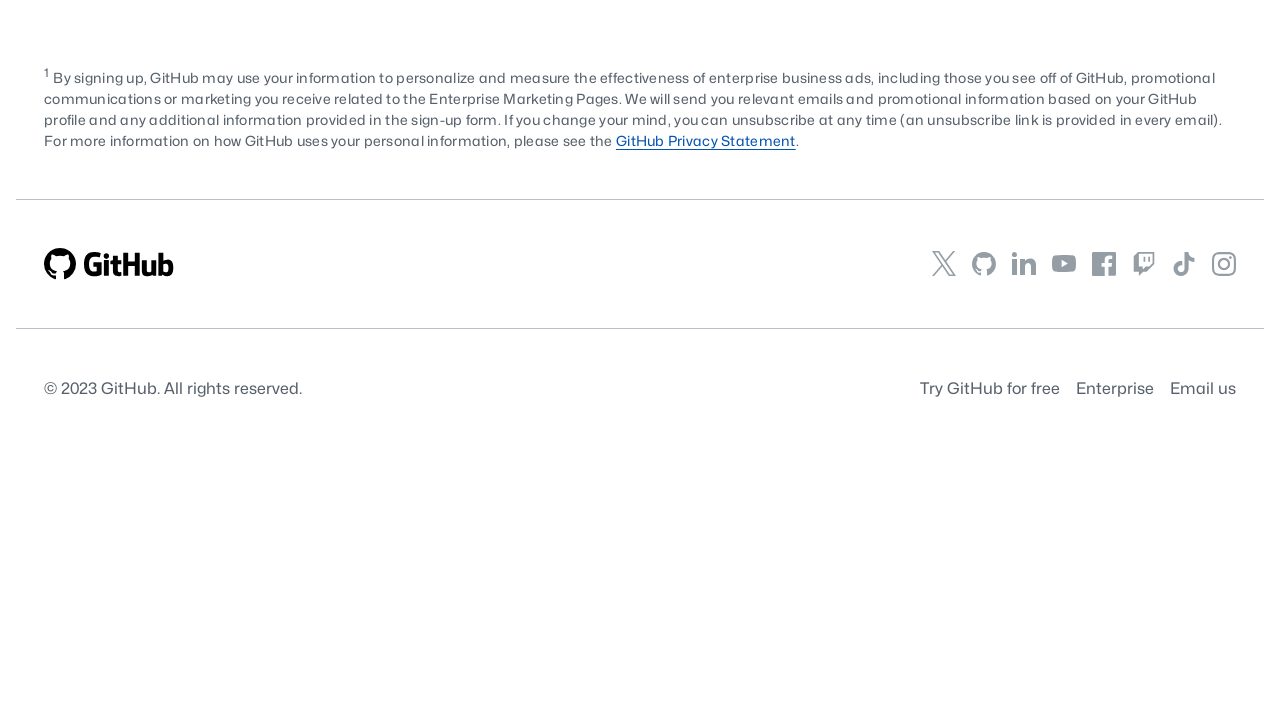 1 By signing up, GitHub may use your information to personalize and measure the effectiveness of enterprise business ads, including those you see off of GitHub, promotional
communications or marketing you receive related to the Enterprise Marketing Pages. We will send you relevant emails and promotional information based on your GitHub
profile and any additional information provided in the sign-up form. If you change your mind, you can unsubscribe at any time (an unsubscribe link is provided in every email).
For more information on how GitHub uses your personal information, please see the GitHub Privacy Statement.
GitHub
© 2023 GitHub. All rights reserved.
Try GitHub for free Enterprise Email us